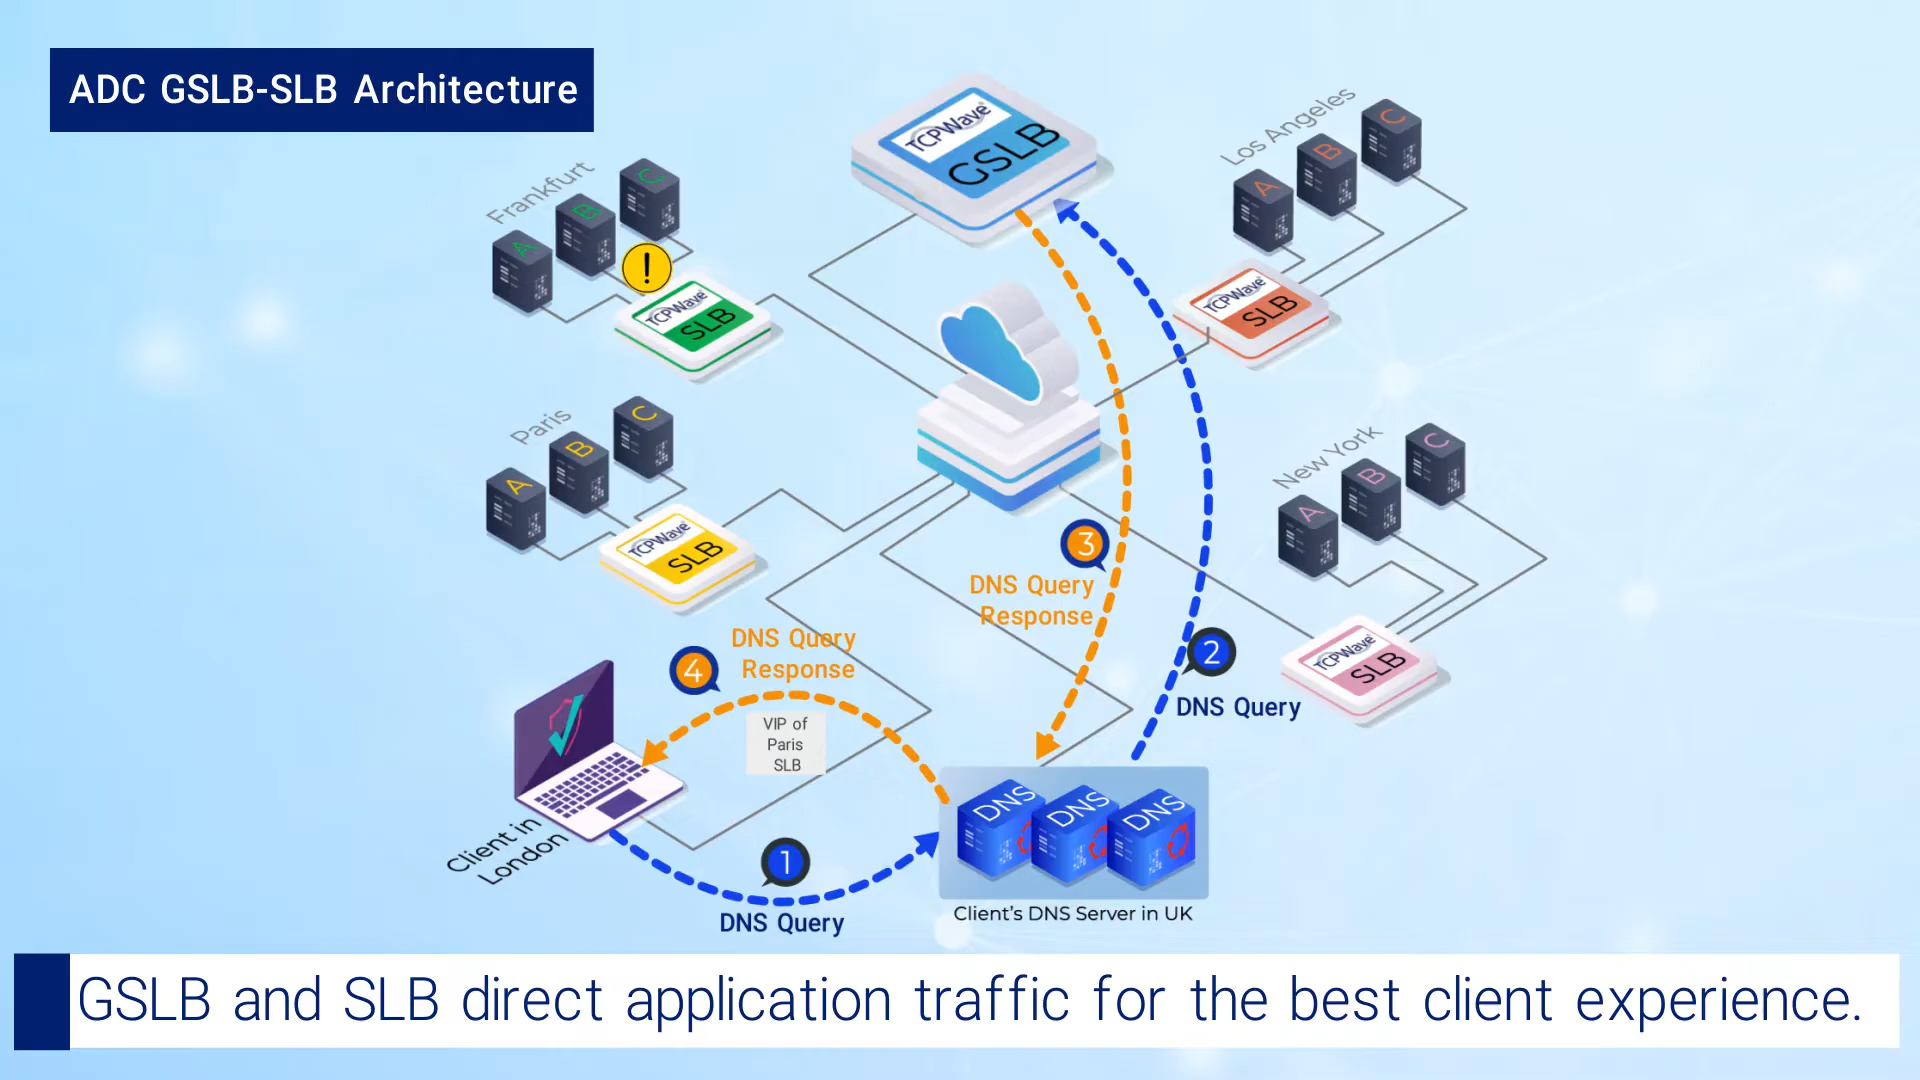 ADC GSLB-SLB Architecture
TCPWave
GSLB
Frankfurt
A
B
C
!
TCPWave
SLB
Los Angeles
A
B
C
TCPWave
SLB
Paris
A
B
C
TCPWave
SLB
New York
A
B
C
TCPWave
SLB
3
DNS Query
Response
2
DNS Query
4
DNS Query
Response
VIP of
Paris
SLB
Client in
London
1
DNS Query
DNS
DNS
DNS
Client’s DNS Server in UK
GSLB and SLB direct application traffic for the best client experience.